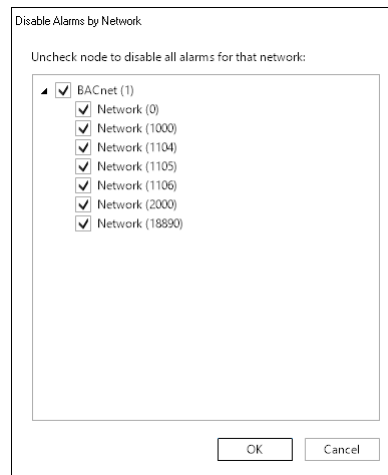 Disable Alarms by Network
Uncheck node to disable all alarms for that network:
BACnet (1)
Network (0)
Network (1000)
Network (1104)
Network (1105)
Network (1106)
Network (2000)
Network (18890)
OK Cancel